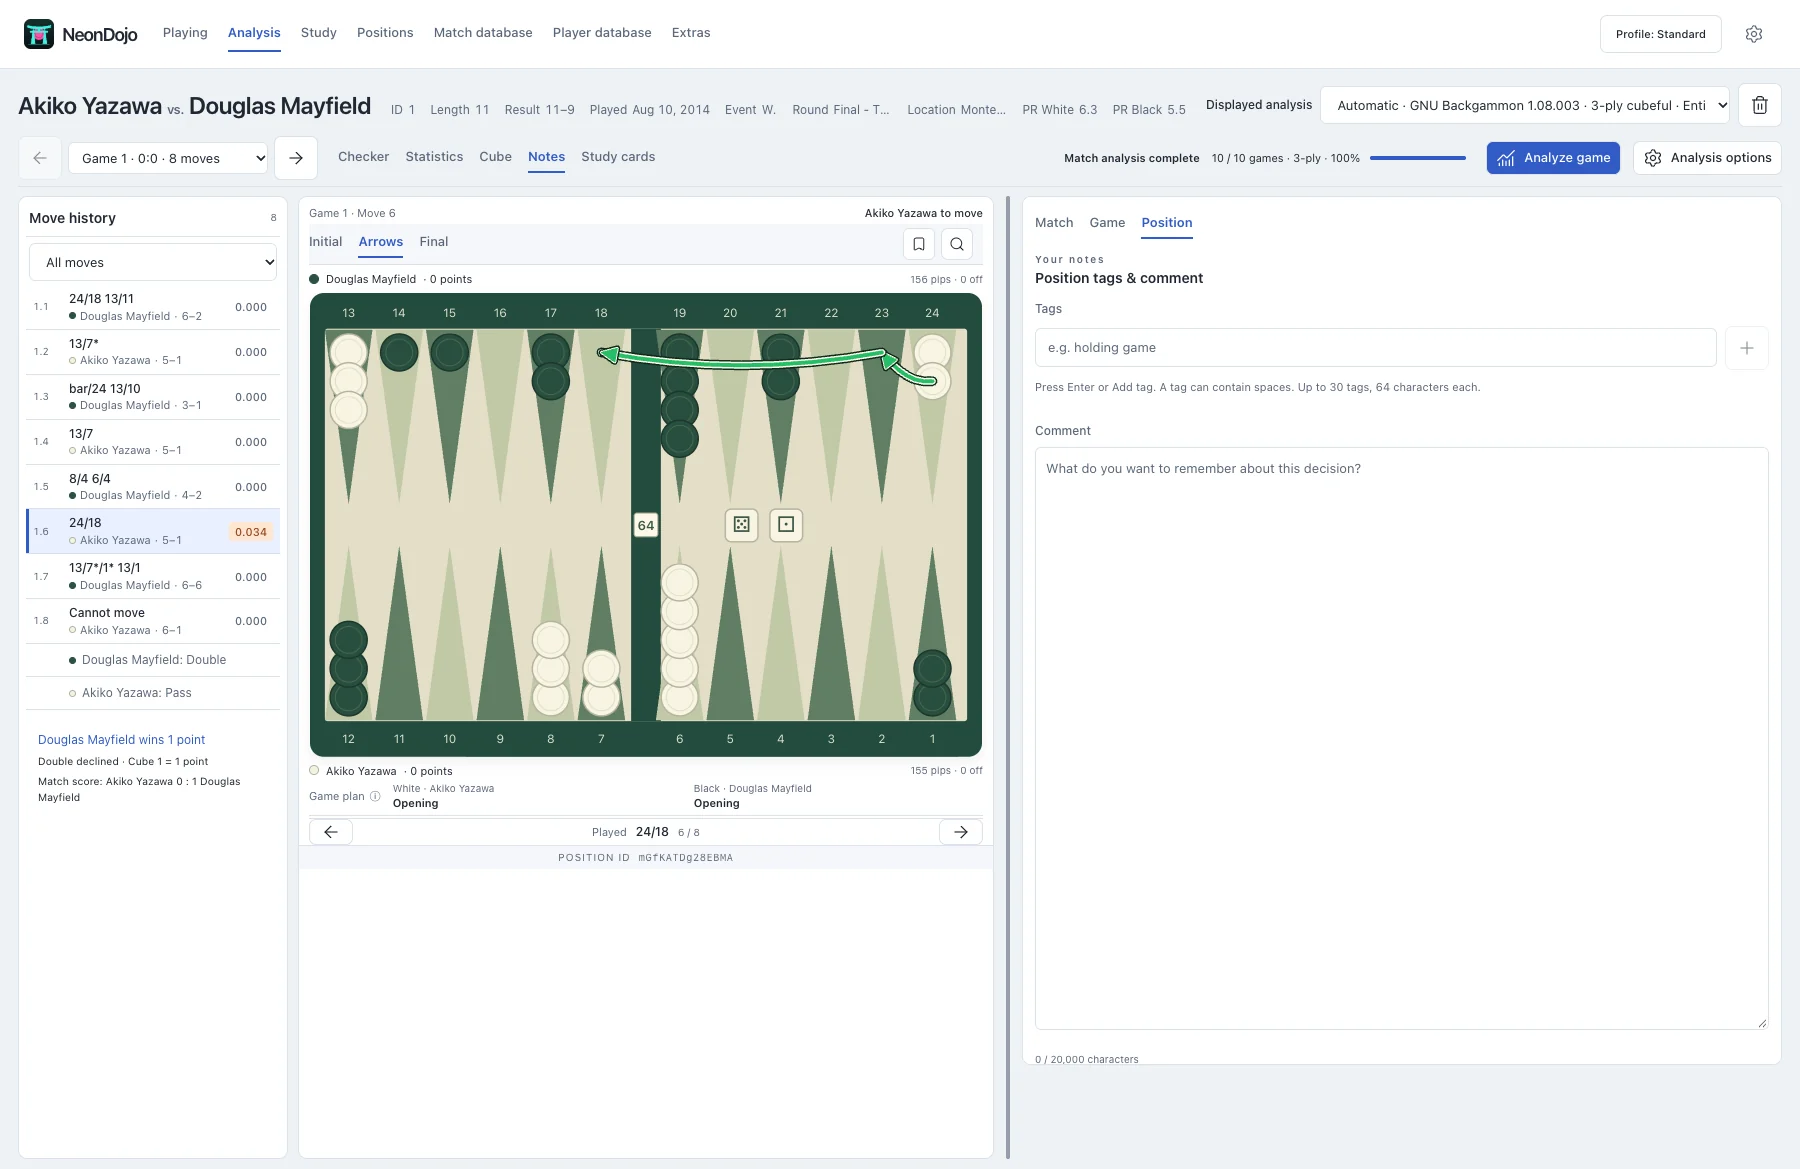 NeonDojo
Playing Analysis Study Positions Match database Player database Extras
Profile: Standard
Akiko Yazawa vs. Douglas Mayfield
ID 1 Length 11 Result 11–9 Played Aug 10, 2014 Event W. Round Final - T... Location Monte... PR White 6.3 PR Black 5.5
Displayed analysis
Automatic · GNU Backgammon 1.08.003 · 3-ply cubeful · Enti
Game 1 · 0:0 · 8 moves
Checker Statistics Cube Notes Study cards
Match analysis complete 10 / 10 games · 3-ply · 100%
Analyze game
Analysis options
Move history 8
All moves
1.1 24/18 13/11 0.000
Douglas Mayfield · 6–2
1.2 13/7* 0.000
Akiko Yazawa · 5–1
1.3 bar/24 13/10 0.000
Douglas Mayfield · 3–1
1.4 13/7 0.000
Akiko Yazawa · 5–1
1.5 8/4 6/4 0.000
Douglas Mayfield · 4–2
1.6 24/18 0.034
Akiko Yazawa · 5–1
1.7 13/7*/1* 13/1 0.000
Douglas Mayfield · 6–6
1.8 Cannot move 0.000
Akiko Yazawa · 6–1
Douglas Mayfield: Double
Akiko Yazawa: Pass
Douglas Mayfield wins 1 point
Double declined · Cube 1 = 1 point
Match score: Akiko Yazawa 0 : 1 Douglas
Mayfield
Game 1 · Move 6
Akiko Yazawa to move
Initial Arrows Final
Douglas Mayfield · 0 points
156 pips · 0 off
13 14 15 16 17 18 19 20 21 22 23 24
64
12 11 10 9 8 7 6 5 4 3 2 1
Akiko Yazawa · 0 points
155 pips · 0 off
Game plan
White · Akiko Yazawa
Opening
Black · Douglas Mayfield
Opening
Played 24/18 6 / 8
POSITION ID mGfKATDg28EBMA
Match Game Position
Your notes
Position tags & comment
Tags
e.g. holding game
Press Enter or Add tag. A tag can contain spaces. Up to 30 tags, 64 characters each.
Comment
What do you want to remember about this decision?
0 / 20,000 characters